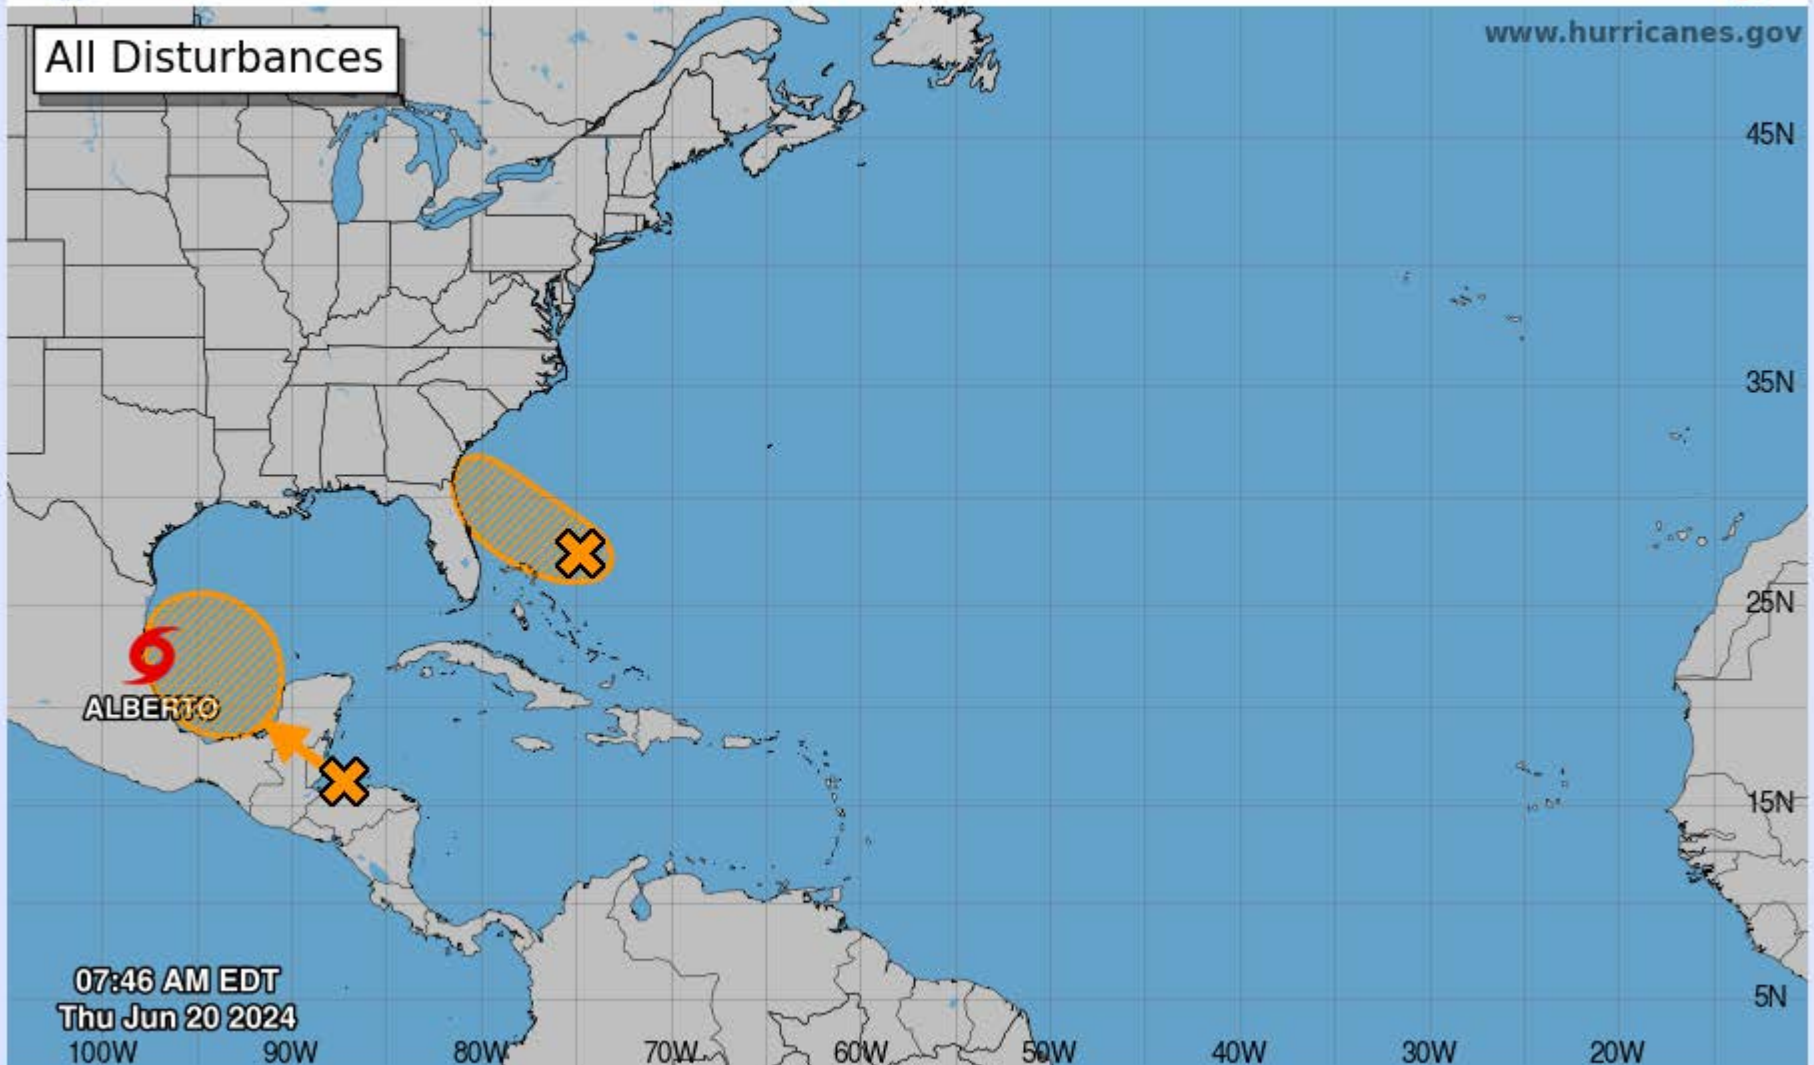 All Disturbances
www.hurricanes.gov
45N
35N
25N
ALBERTO
15N
07:46 AM EDT
Thu Jun 20 2024
5N
100W 90W 80W 70W 60W 50W 40W 30W 20W